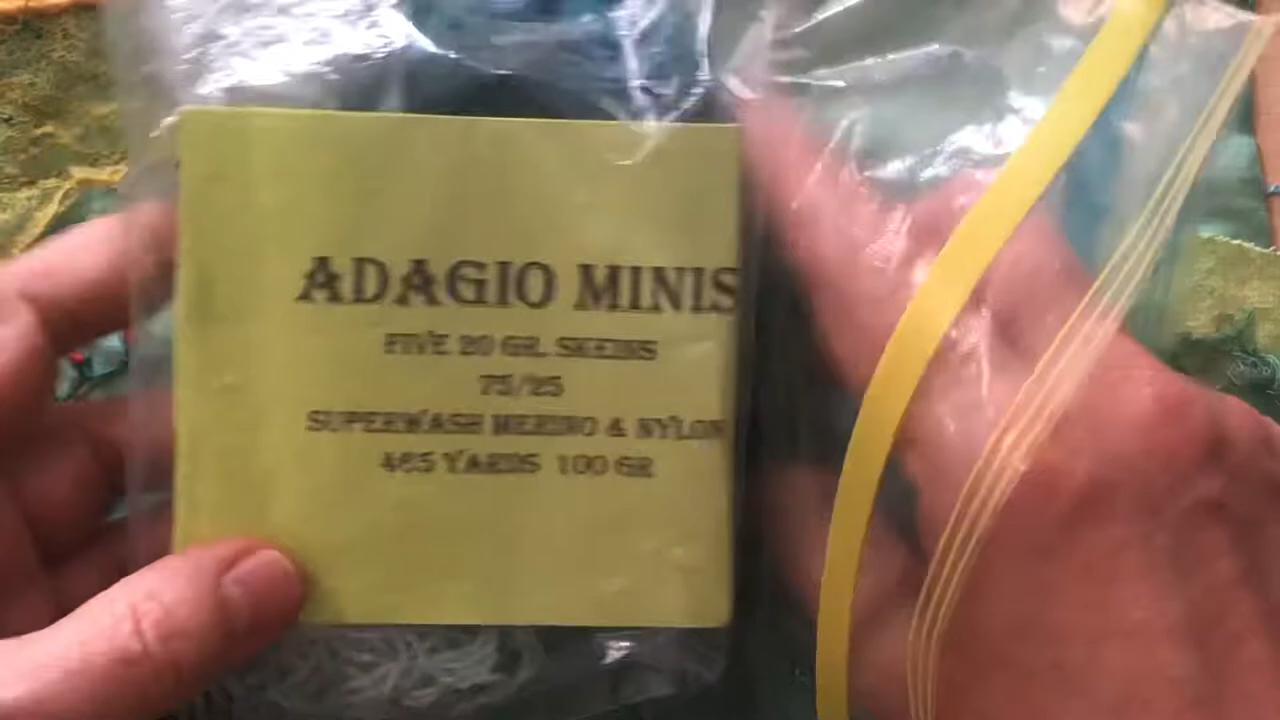 ADAGIO MINIS
FIVE 20 GR. SKEINS
75/25
SUPERWASH MERINO & NYLON
465 YARDS 100 GR